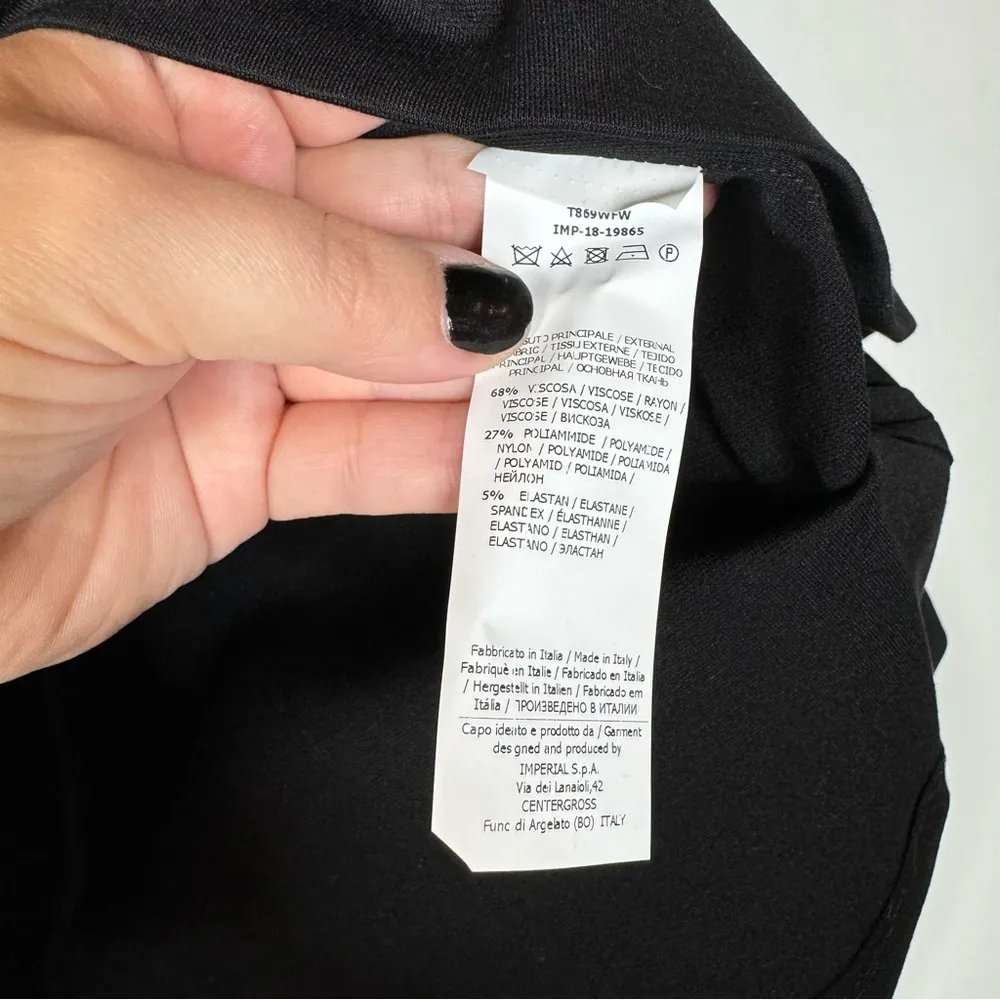 T869WFW
IMP-18-19865
P
PRINCIPALE / EXTERNAL
/ TISSU EXTERNE / TEJIDO
PRINCIPAL / HAUPTGEWEBE / TECIDO
PRINCIPAL / ОСНОВНАЯ ТКАНЬ
68% VISCOSA / VISCOSE / RAYON /
VISCOSE / VISCOSA / VISKOSE /
VISCOSE / ВИСКОЗА
27% POLIAMMIDE / POLYAMIDE /
NYLON / POLYAMIDE / POLIAMIDA
/ POLYAMID / POLIAMIDA /
НЕЙЛОН
5% ELASTAN / ELASTANE /
SPANDEX / ÉLASTHANNE /
ELASTANO / ELASTHAN /
ELASTANO / ЭЛАСТАН
Fabbricato in Italia / Made in Italy /
Fabriquè en Italie / Fabricado en Italia
/ Hergestellt in Italien / Fabricado em
Itália / ПРОИЗВЕДЕНО В ИТАЛИИ
Capo ideato e prodotto da / Garment
designed and produced by
IMPERIAL S.p.A.
Via dei Lanaioli,42
CENTERGROSS
Funo di Argelato (BO) ITALY